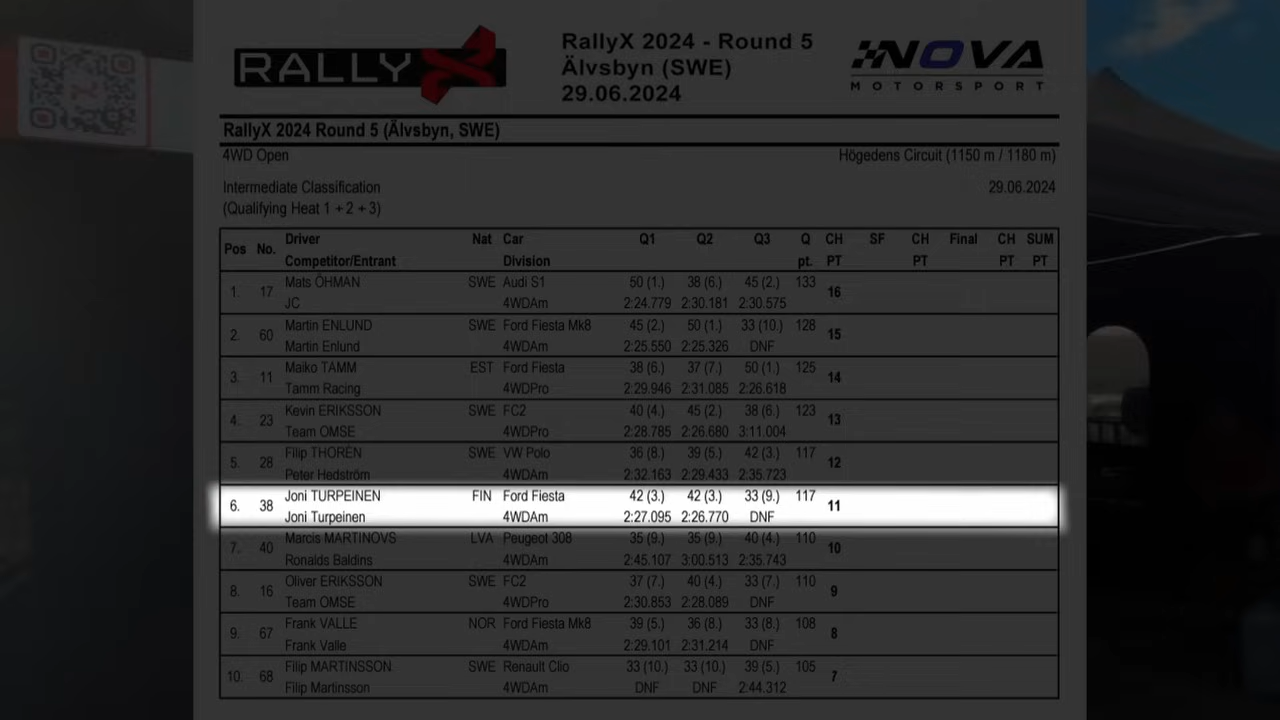 RALLYX
RallyX 2024 - Round 5
Älvsbyn (SWE)
29.06.2024
NOVA
MOTORSPORT
RallyX 2024 Round 5 (Älvsbyn, SWE)
4WD Open Högedens Circuit (1150 m / 1180 m)
Intermediate Classification 29.06.2024
(Qualifying Heat 1 + 2 + 3)
Pos No. Driver Nat Car Q1 Q2 Q3 Q CH SF CH Final CH SUM
Competitor/Entrant Division pt. PT PT PT PT
1. 17 Mats ÖHMAN SWE Audi S1 50 (1.) 38 (6.) 45 (2.) 133 16
JC 4WDAm 2:24.779 2:30.181 2:30.575
2. 60 Martin ENLUND SWE Ford Fiesta Mk8 45 (2.) 50 (1.) 33 (10.) 128 15
Martin Enlund 4WDAm 2:25.550 2:25.326 DNF
3. 11 Maiko TAMM EST Ford Fiesta 38 (6.) 37 (7.) 50 (1.) 125 14
Tamm Racing 4WDPro 2:29.946 2:31.085 2:26.618
4. 23 Kevin ERIKSSON SWE FC2 40 (4.) 45 (2.) 38 (6.) 123 13
Team OMSE 4WDPro 2:28.785 2:26.680 3:11.004
5. 28 Filip THORÉN SWE VW Polo 36 (8.) 39 (5.) 42 (3.) 117 12
Peter Hedström 4WDAm 2:32.163 2:29.433 2:35.723
6. 38 Joni TURPEINEN FIN Ford Fiesta 42 (3.) 42 (3.) 33 (9.) 117 11
Joni Turpeinen 4WDAm 2:27.095 2:26.770 DNF
7. 40 Marcis MARTINOVS LVA Peugeot 308 35 (9.) 35 (9.) 40 (4.) 110 10
Ronalds Baldins 4WDAm 2:45.107 3:00.513 2:35.743
8. 16 Oliver ERIKSSON SWE FC2 37 (7.) 40 (4.) 33 (7.) 110 9
Team OMSE 4WDPro 2:30.853 2:28.089 DNF
9. 67 Frank VALLE NOR Ford Fiesta Mk8 39 (5.) 36 (8.) 33 (8.) 108 8
Frank Valle 4WDAm 2:29.101 2:31.214 DNF
10. 68 Filip MARTINSSON SWE Renault Clio 33 (10.) 33 (10.) 39 (5.) 105 7
Filip Martinsson 4WDAm DNF DNF 2:44.312